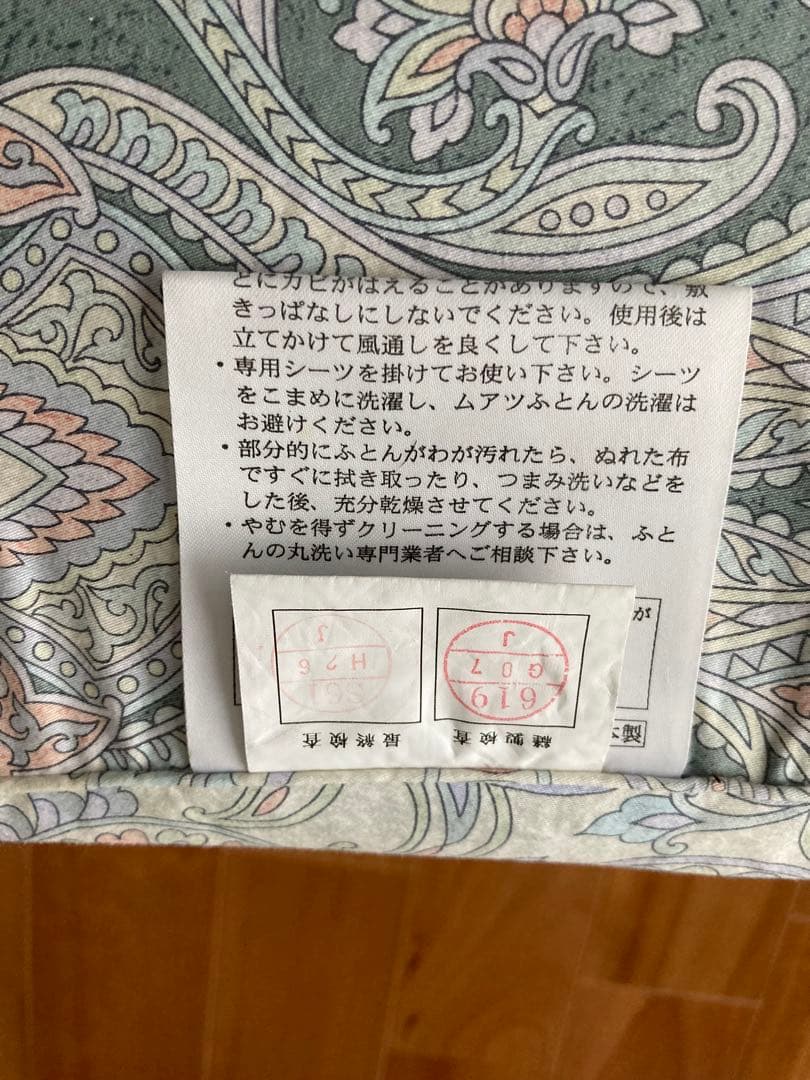 とにカビがはえることがありますので、敷
きっぱなしにしないでください。使用後は
立てかけて風通しを良くして下さい。
・専用シーツを掛けてお使い下さい。シーツ
をこまめに洗濯し、ムアツふとんの洗濯は
お避けください。
・部分的にふとんがわが汚れたら、ぬれた布
ですぐに拭き取ったり、つまみ洗いなどを
した後、充分乾燥させてください。
・やむを得ずクリーニングする場合は、ふと
んの丸洗い専門業者へご相談下さい。
が
本製
縫製検査
619
G07
J
最終検査
H26
J